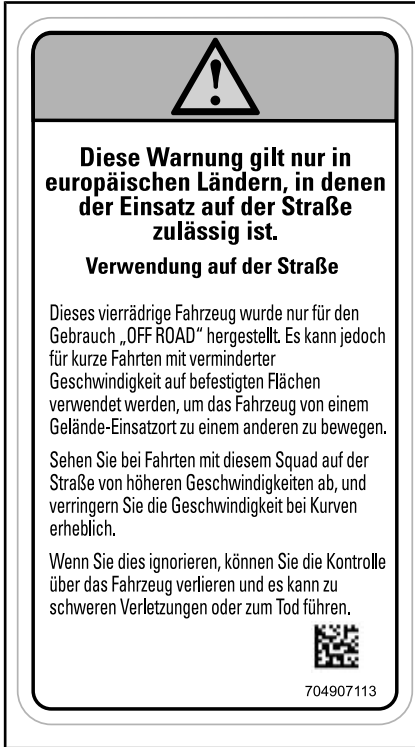 Diese Warnung gilt nur in
europäischen Ländern, in denen
der Einsatz auf der Straße
zulässig ist.
Verwendung auf der Straße
Dieses vierrädrige Fahrzeug wurde nur für den
Gebrauch „OFF ROAD“ hergestellt. Es kann jedoch
für kurze Fahrten mit verminderter
Geschwindigkeit auf befestigten Flächen
verwendet werden, um das Fahrzeug von einem
Gelände-Einsatzort zu einem anderen zu bewegen.
Sehen Sie bei Fahrten mit diesem Squad auf der
Straße von höheren Geschwindigkeiten ab, und
verringern Sie die Geschwindigkeit bei Kurven
erheblich.
Wenn Sie dies ignorieren, können Sie die Kontrolle
über das Fahrzeug verlieren und es kann zu
schweren Verletzungen oder zum Tod führen.
704907113